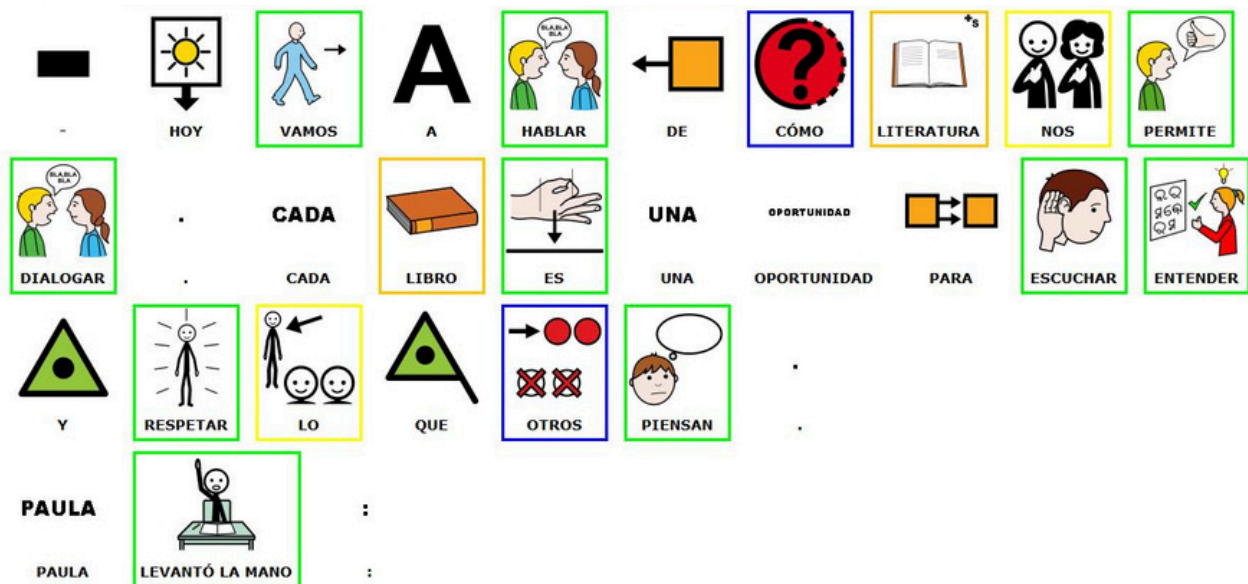 - HOY VAMOS A HABLAR DE CÓMO LITERATURA NOS PERMITE
DIALOGAR . CADA LIBRO ES UNA OPORTUNIDAD PARA ESCUCHAR ENTENDER
Y RESPETAR LO QUE OTROS PIENSAN .
PAULA LEVANTÓ LA MANO :